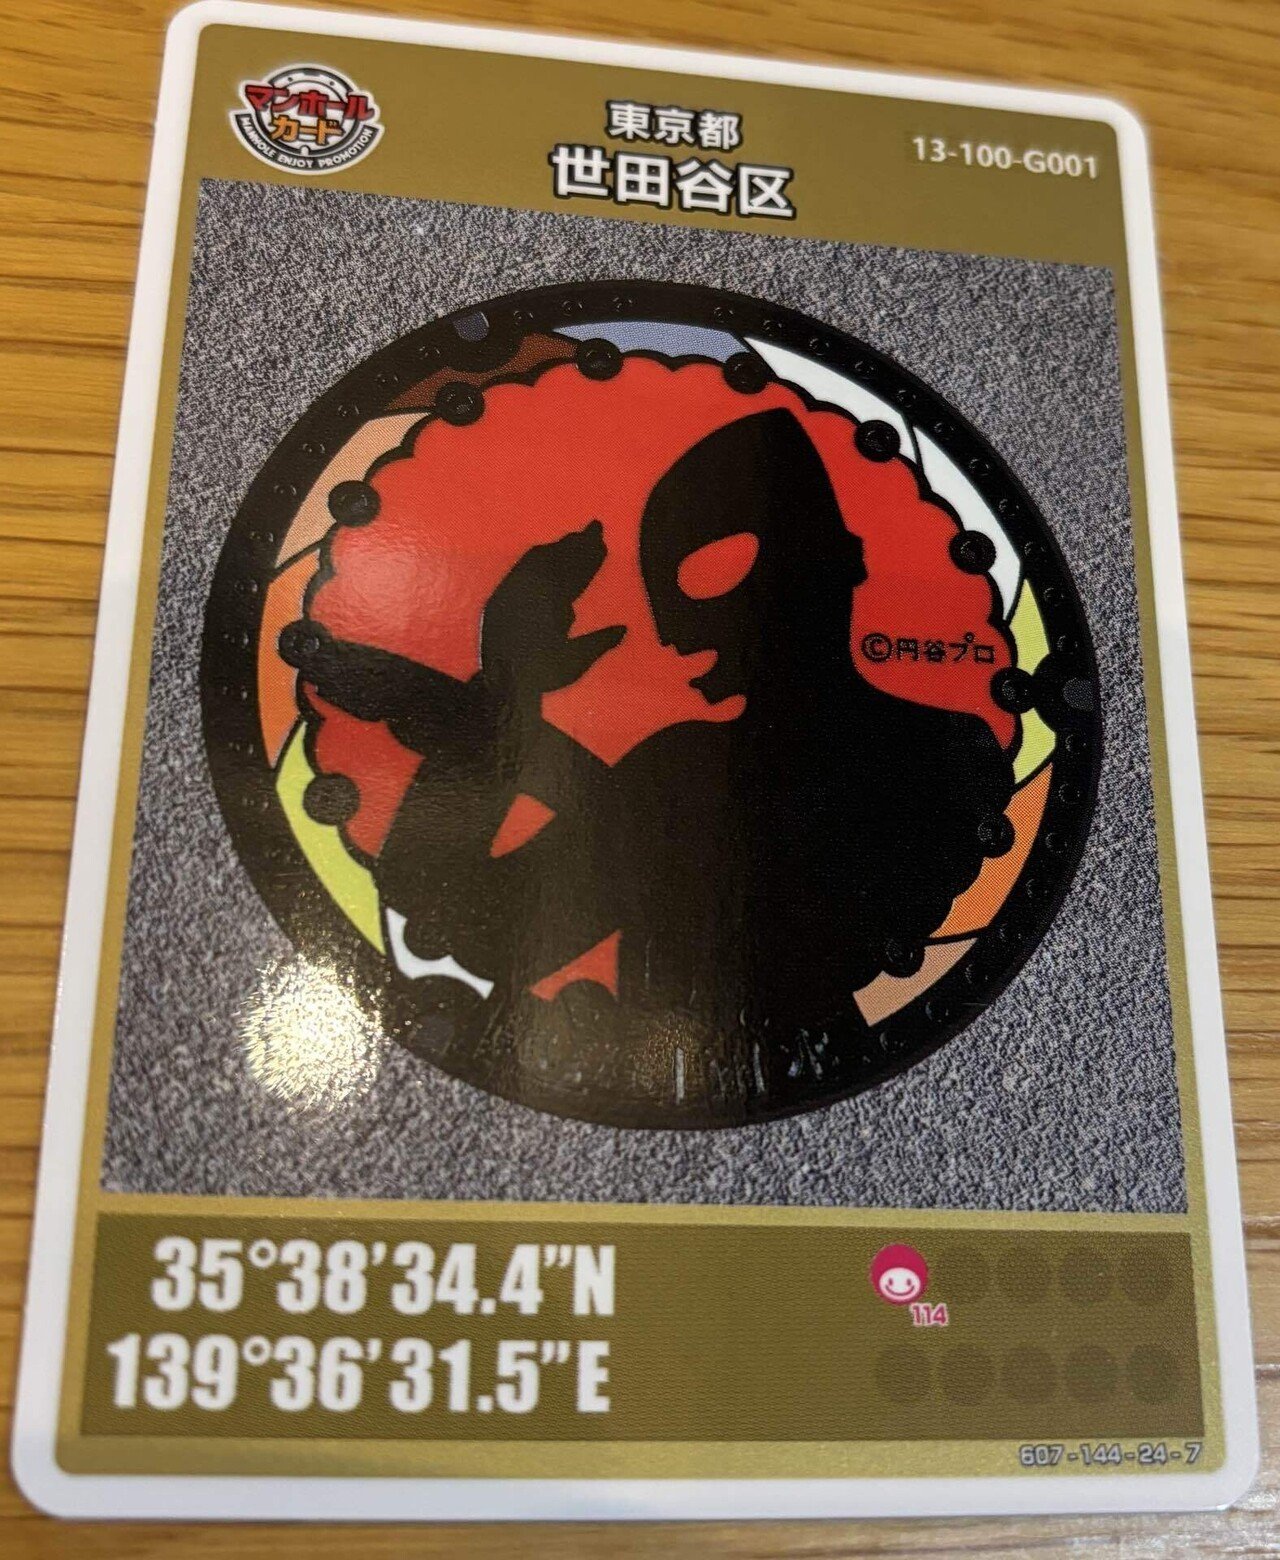 マンホール
カード
MANHOLE ENJOY PROMOTION
東京都
世田谷区
13-100-G001
©円谷プロ
35°38'34.4"N
139°36'31.5"E
114
607-144-24-7